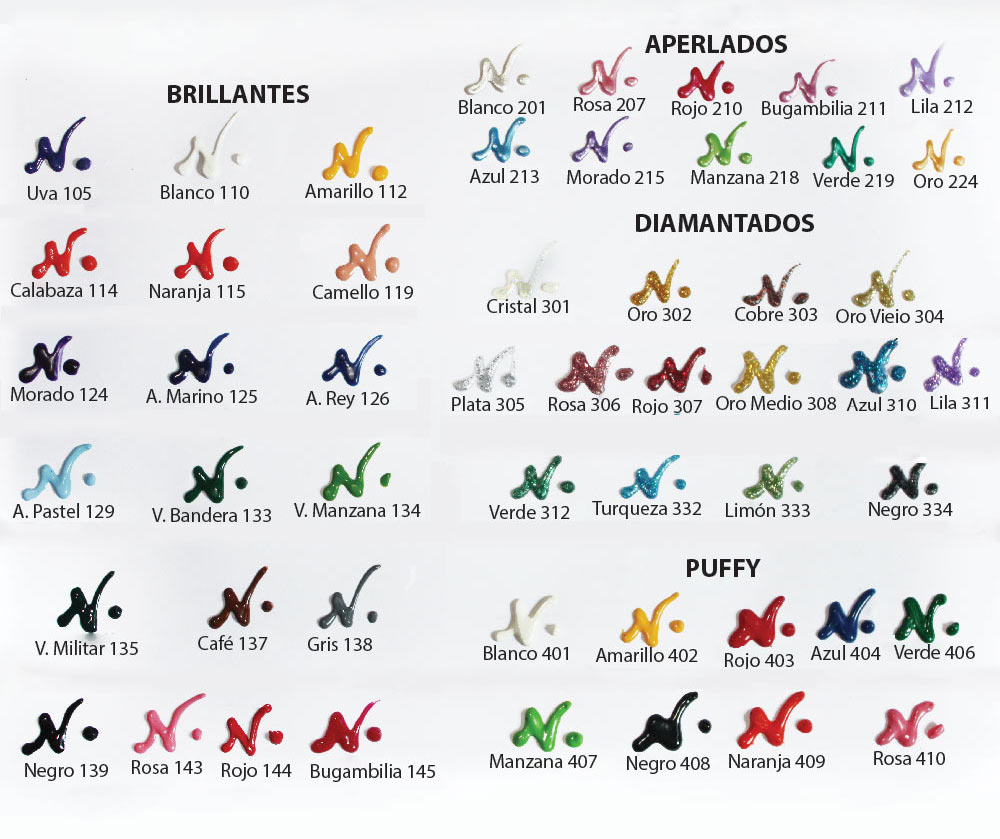 BRILLANTES
Uva 105
Blanco 110
Amarillo 112
Calabaza 114
Naranja 115
Camello 119
Morado 124
A. Marino 125
A. Rey 126
A. Pastel 129
V. Bandera 133
V. Manzana 134
V. Militar 135
Café 137
Gris 138
Negro 139
Rosa 143
Rojo 144
Bugambilia 145
APERLADOS
Blanco 201
Rosa 207
Rojo 210
Bugambilia 211
Lila 212
Azul 213
Morado 215
Manzana 218
Verde 219
Oro 224
DIAMANTADOS
Cristal 301
Oro 302
Cobre 303
Oro Vieio 304
Plata 305
Rosa 306
Rojo 307
Oro Medio 308
Azul 310
Lila 311
Verde 312
Turqueza 332
Limón 333
Negro 334
PUFFY
Blanco 401
Amarillo 402
Rojo 403
Azul 404
Verde 406
Manzana 407
Negro 408
Naranja 409
Rosa 410